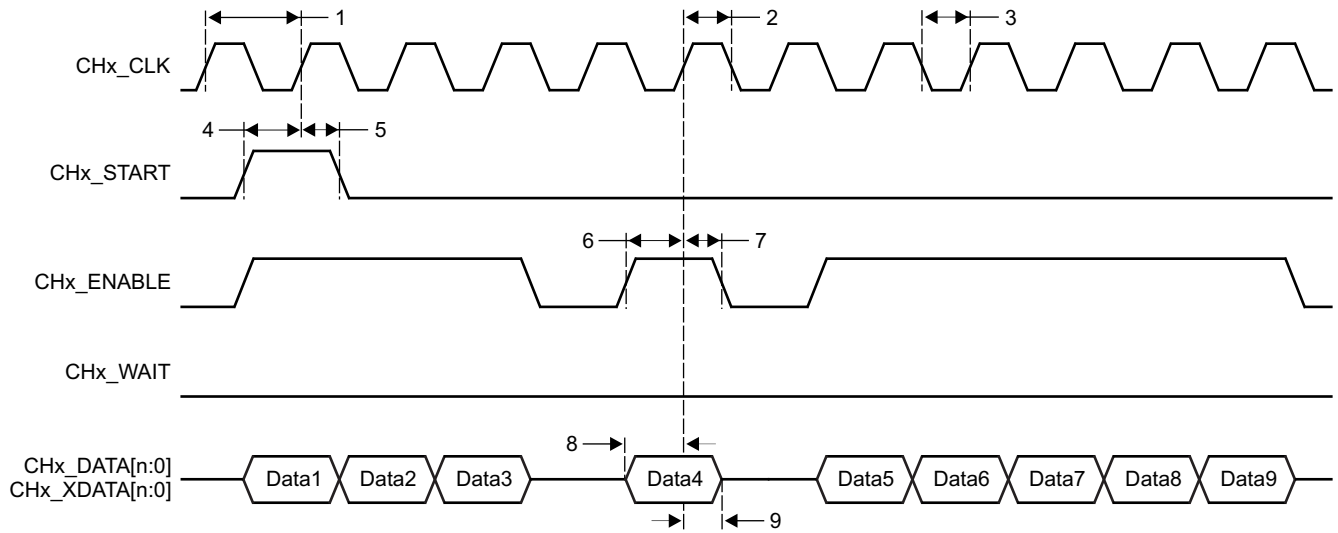 1 2 3
CHx_CLK
4 5
CHx_START
6 7
CHx_ENABLE
CHx_WAIT
8
CHx_DATA[n:0]
CHx_XDATA[n:0]
Data1 Data2 Data3 Data4 Data5 Data6 Data7 Data8 Data9
9